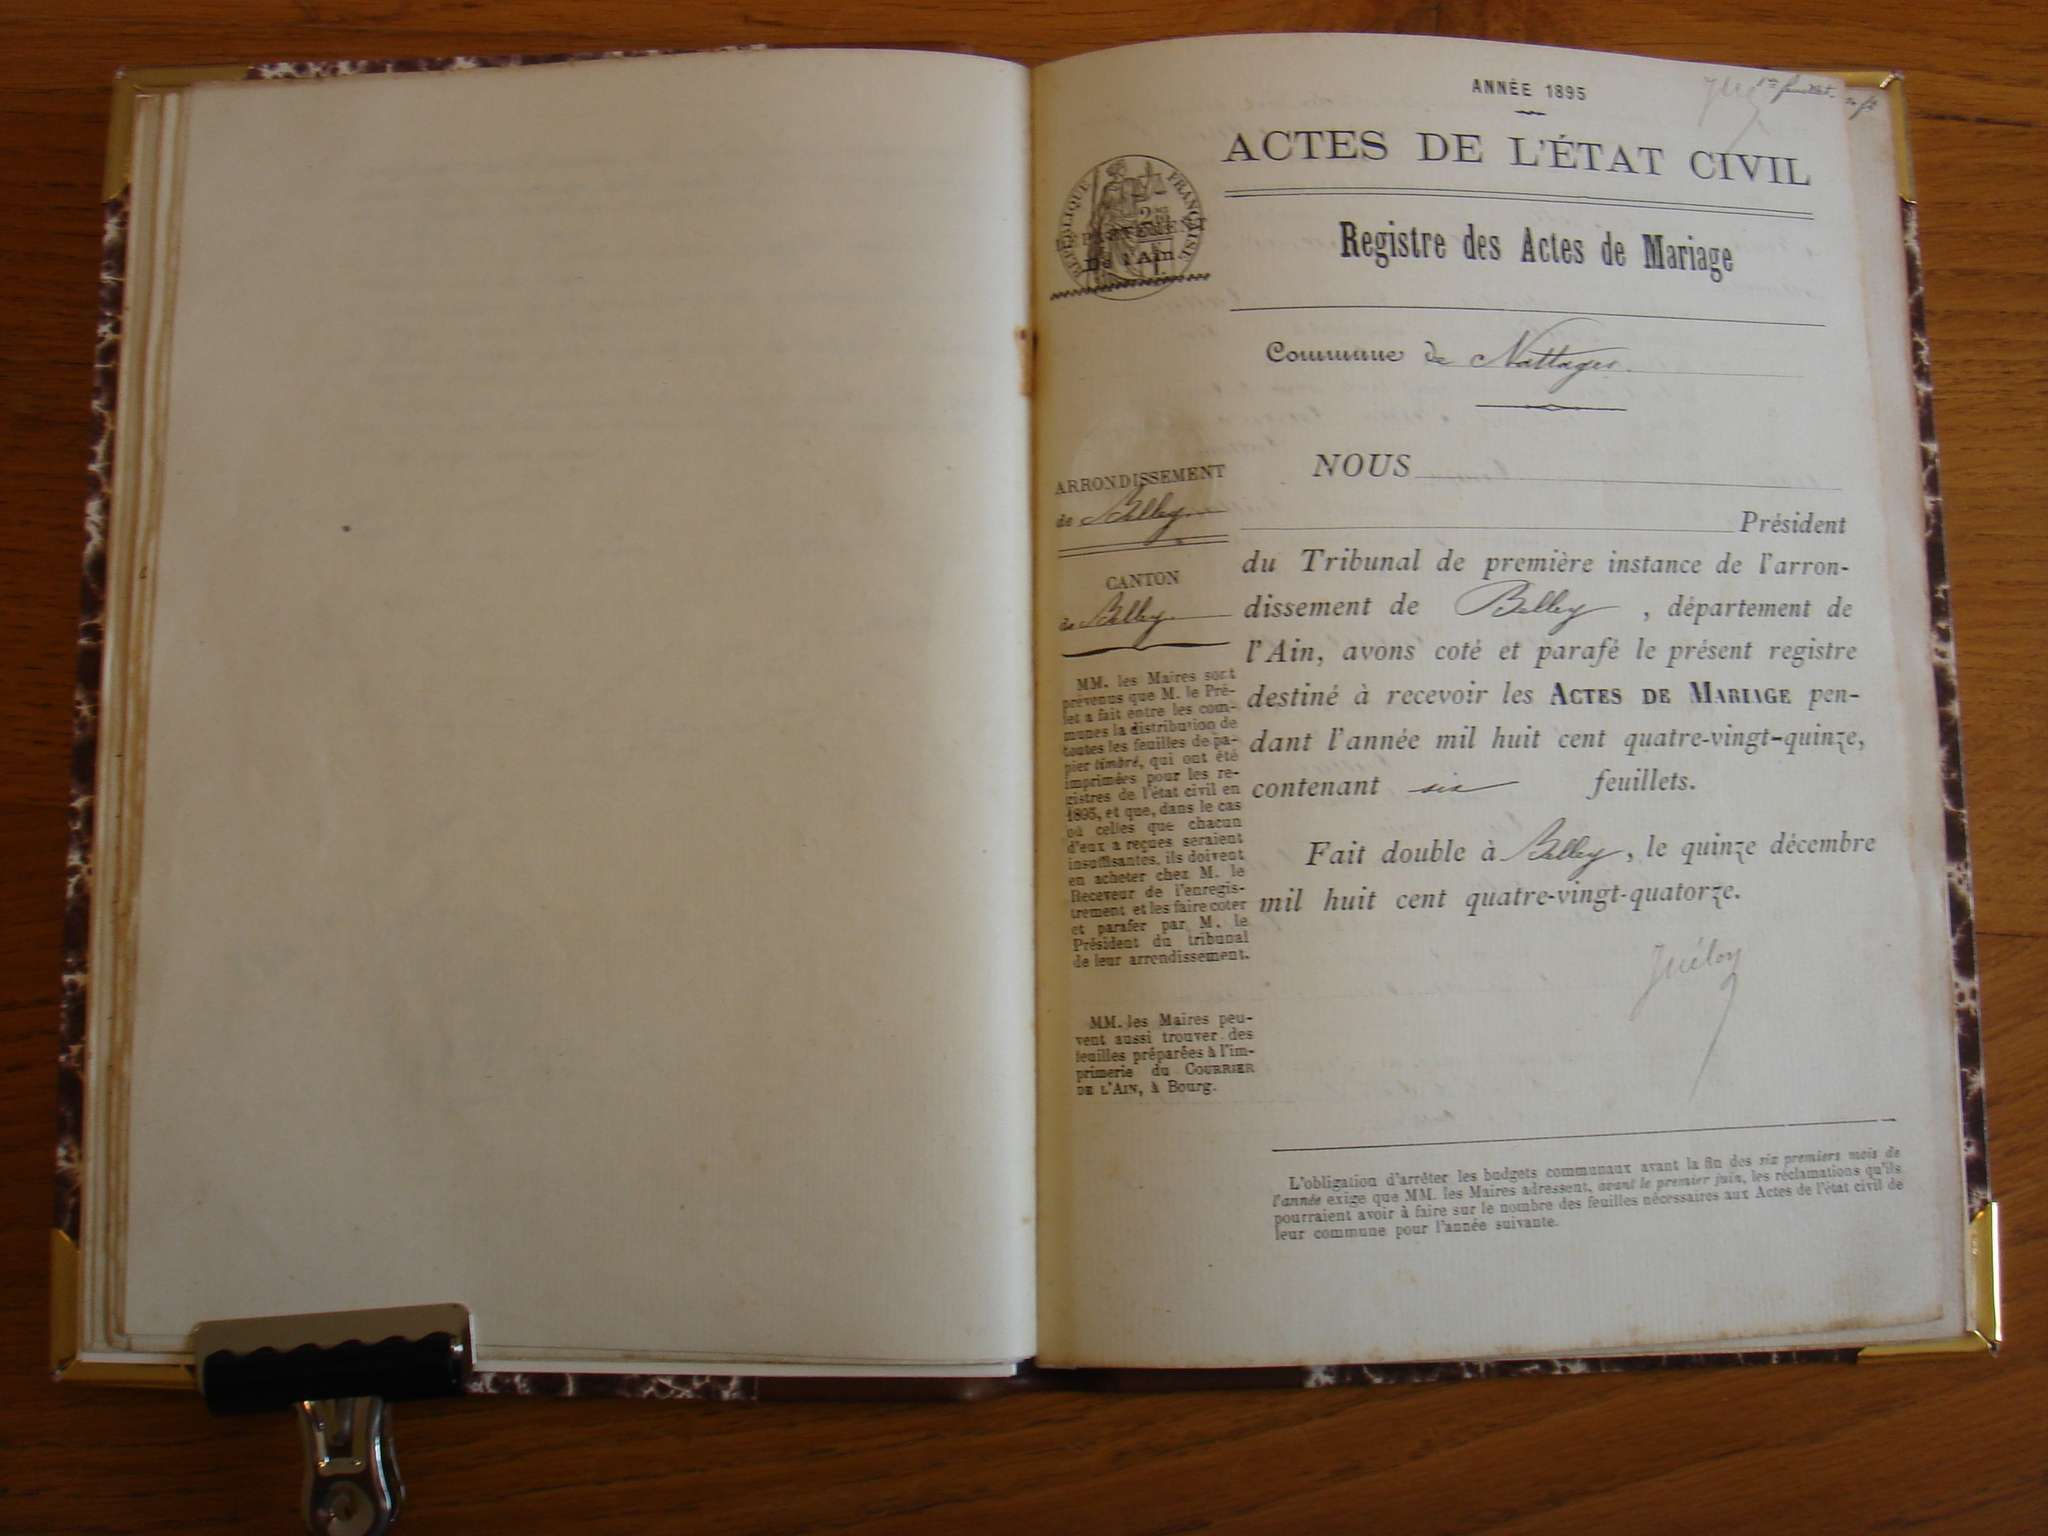 ANNÉE 1895
1er feuillet
ACTES DE L'ÉTAT CIVIL
RÉPUBLIQUE FRANÇAISE
DÉPARTEMENT
De l'Ain
Registre des Actes de Mariage
Commune de Nattages.
ARRONDISSEMENT
de Belley.
CANTON
de Belley.
MM. les Maires sont
prévenus que M. le Pré-
fet a fait entre les com-
munes la distribution de
toutes les feuilles de pa-
pier timbré, qui ont été
imprimées pour les re-
gistres de l'état civil en
1895, et que, dans le cas
où celles que chacun
d'eux a reçues seraient
insuffisantes, ils doivent
en acheter chez M. le
Receveur de l'enregis-
trement et les faire coter
et parafer par M. le
Président du tribunal
de leur arrondissement.
MM. les Maires peu-
vent aussi trouver des
feuilles préparées à l'im-
primerie du COURRIER
DE L'AIN, à Bourg.
NOUS
Président
du Tribunal de première instance de l'arron-
dissement de Belley, département de
l'Ain, avons coté et parafé le présent registre
destiné à recevoir les ACTES DE MARIAGE pen-
dant l'année mil huit cent quatre-vingt-quinze,
contenant six feuillets.
Fait double à Belley, le quinze décembre
mil huit cent quatre-vingt-quatorze.
L'obligation d'arrêter les budgets communaux avant la fin des six premiers mois de
l'année exige que MM. les Maires adressent, avant le premier juin, les réclamations qu'ils
pourraient avoir à faire sur le nombre des feuilles nécessaires aux Actes de l'état civil de
leur commune pour l'année suivante.